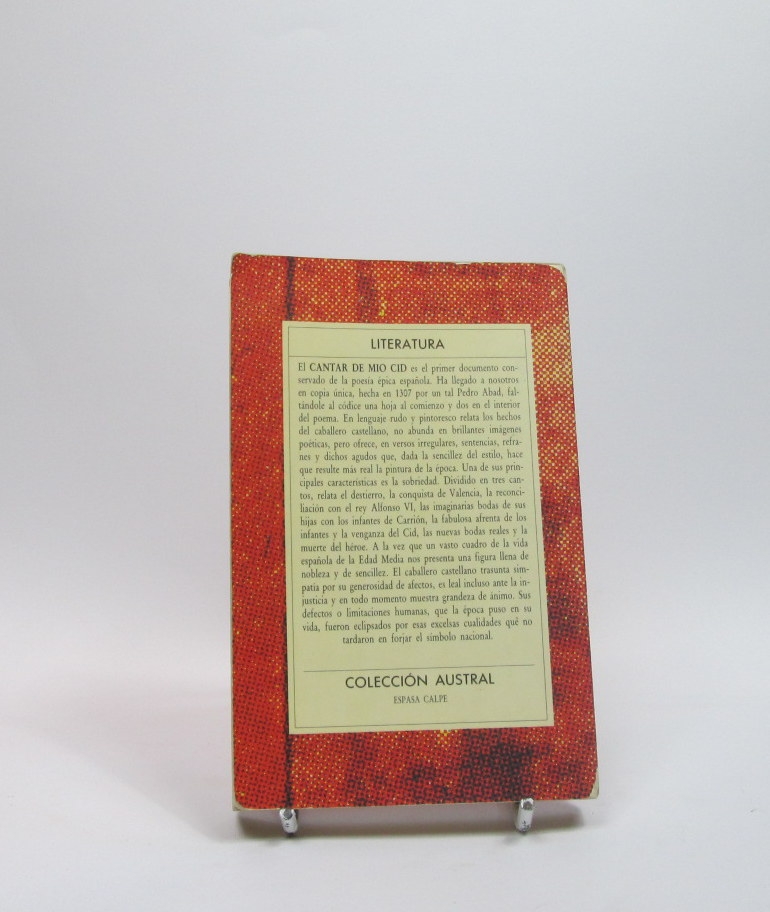 LITERATURA
El CANTAR DE MIO CID es el primer documento con-
servado de la poesía épica española. Ha llegado a nosotros
en copia única, hecha en 1307 por un tal Pedro Abad, fal-
tándole al códice una hoja al comienzo y dos en el interior
del poema. En lenguaje rudo y pintoresco relata los hechos
del caballero castellano, no abunda en brillantes imágenes
poéticas, pero ofrece, en versos irregulares, sentencias, refra-
nes y dichos agudos que, dada la sencillez del estilo, hace
que resulte más real la pintura de la época. Una de sus prin-
cipales características es la sobriedad. Dividido en tres can-
tos, relata el destierro, la conquista de Valencia, la reconci-
liación con el rey Alfonso VI, las imaginarias bodas de sus
hijas con los infantes de Carrión, la fabulosa afrenta de los
infantes y la venganza del Cid, las nuevas bodas reales y la
muerte del héroe. A la vez que un vasto cuadro de la vida
española de la Edad Media nos presenta una figura llena de
nobleza y de sencillez. El caballero castellano trasunta sim-
patía por su generosidad de afectos, es leal incluso ante la in-
justicia y en todo momento muestra grandeza de ánimo. Sus
defectos o limitaciones humanas, que la época puso en su
vida, fueron eclipsados por esas excelsas cualidades qué no
tardaron en forjar el símbolo nacional.
COLECCIÓN AUSTRAL
ESPASA CALPE